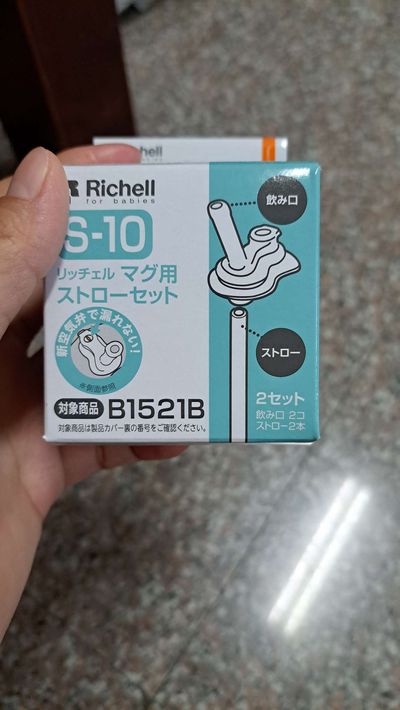 hell
Richell
for babies
S-10
リッチェル マグ用
ストローセット
新空気弁で漏れない!
※側面参照
対象商品 B1521B
対象商品は製品カバー裏の番号をご確認ください。
飲み口
ストロー
2セット
飲み口 2コ
ストロー2本